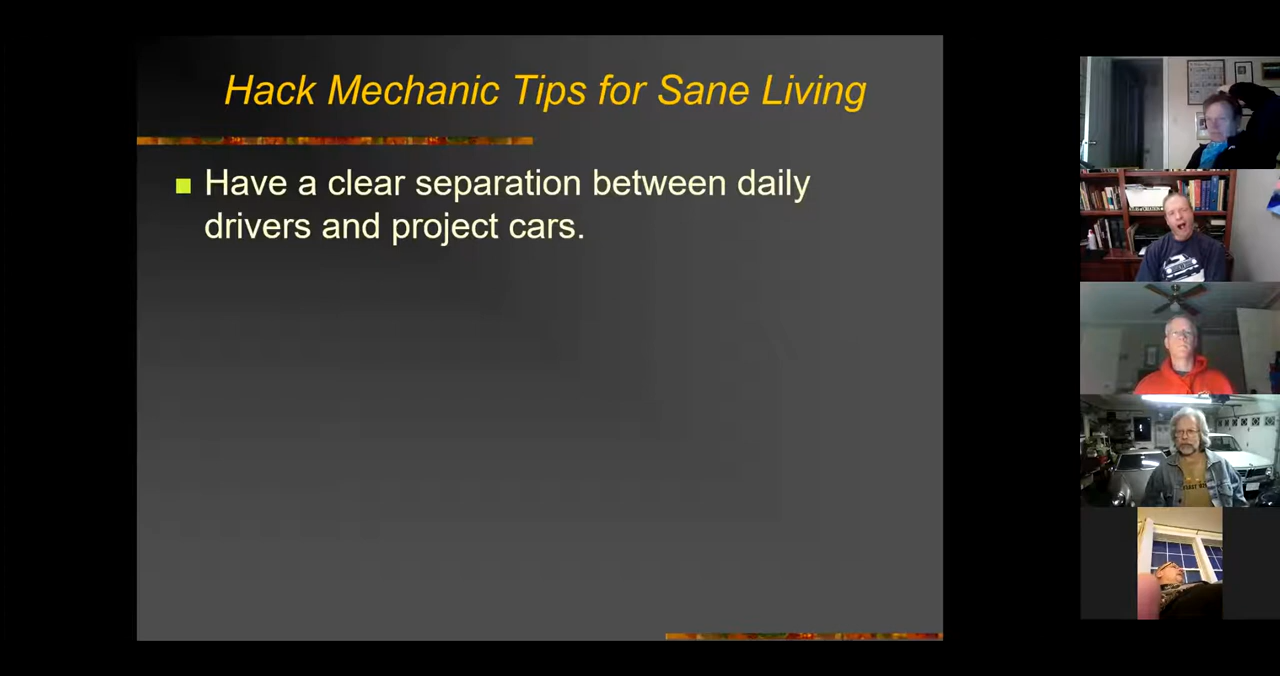 Hack Mechanic Tips for Sane Living
Have a clear separation between daily
drivers and project cars.